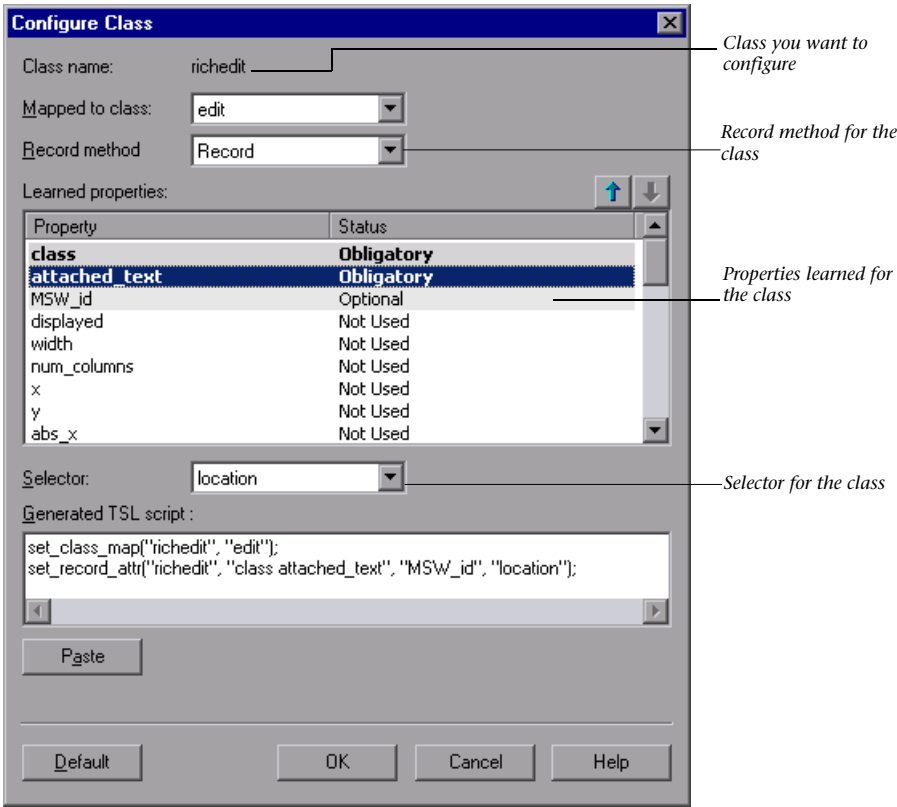 Configure Class
Class name: richedit
Class you want to
configure
Mapped to class: edit
Record method Record
Record method for the
class
Learned properties:
Property Status
class Obligatory
attached_text Obligatory
MSW_id Optional
displayed Not Used
width Not Used
num_columns Not Used
x Not Used
y Not Used
abs_x Not Used
Properties learned for
the class
Selector: location
Selector for the class
Generated TSL script :
set_class_map("richedit", "edit");
set_record_attr("richedit", "class attached_text", "MSW_id", "location");
Paste
Default OK Cancel Help